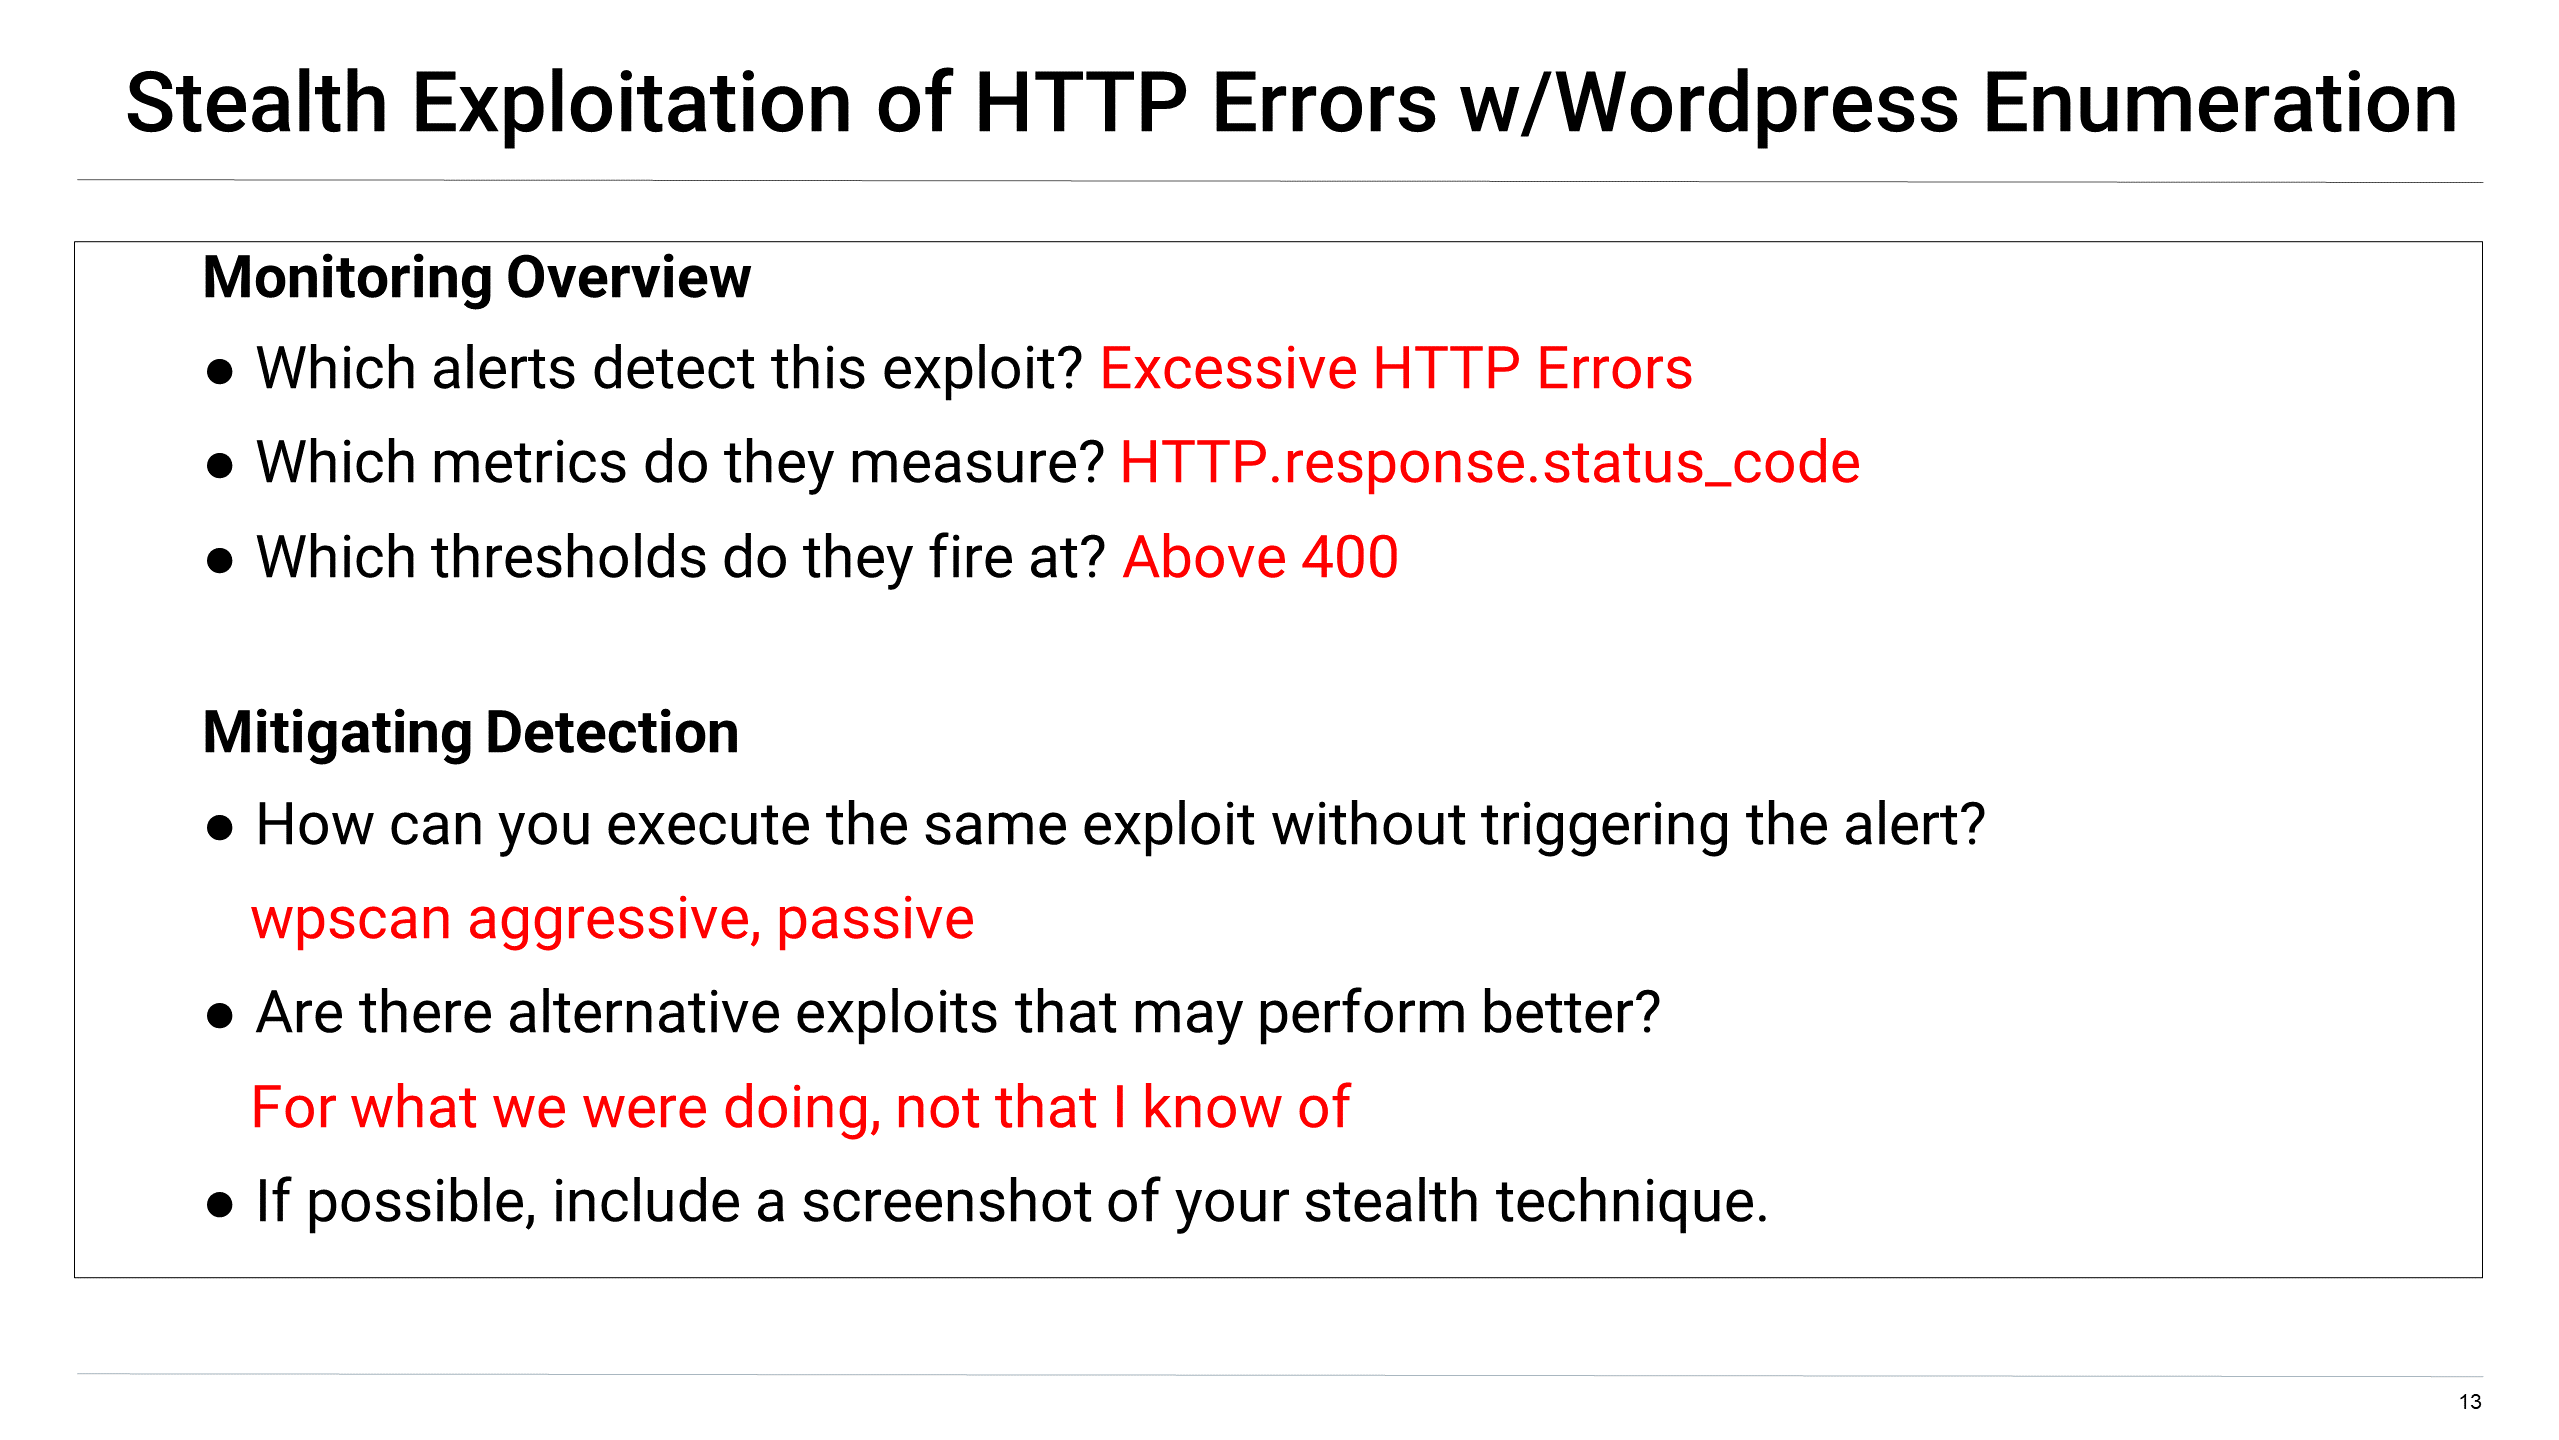 Stealth Exploitation of HTTP Errors w/Wordpress Enumeration
Monitoring Overview
● Which alerts detect this exploit? Excessive HTTP Errors
● Which metrics do they measure? HTTP.response.status_code
● Which thresholds do they fire at? Above 400
Mitigating Detection
● How can you execute the same exploit without triggering the alert?
wpscan aggressive, passive
● Are there alternative exploits that may perform better?
For what we were doing, not that I know of
● If possible, include a screenshot of your stealth technique.
13